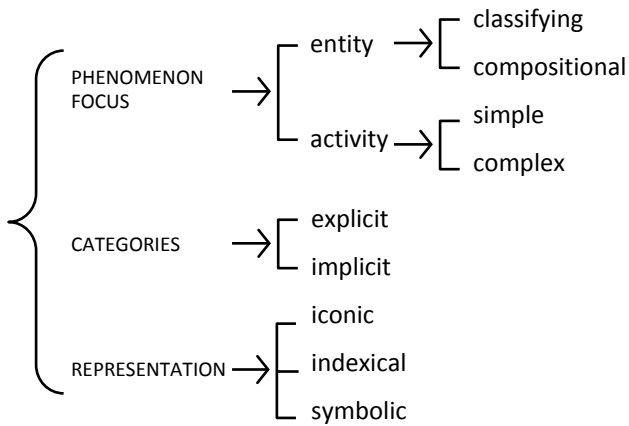 PHENOMENON
FOCUS
entity
classifying
compositional
activity
simple
complex
CATEGORIES
explicit
implicit
REPRESENTATION
iconic
indexical
symbolic